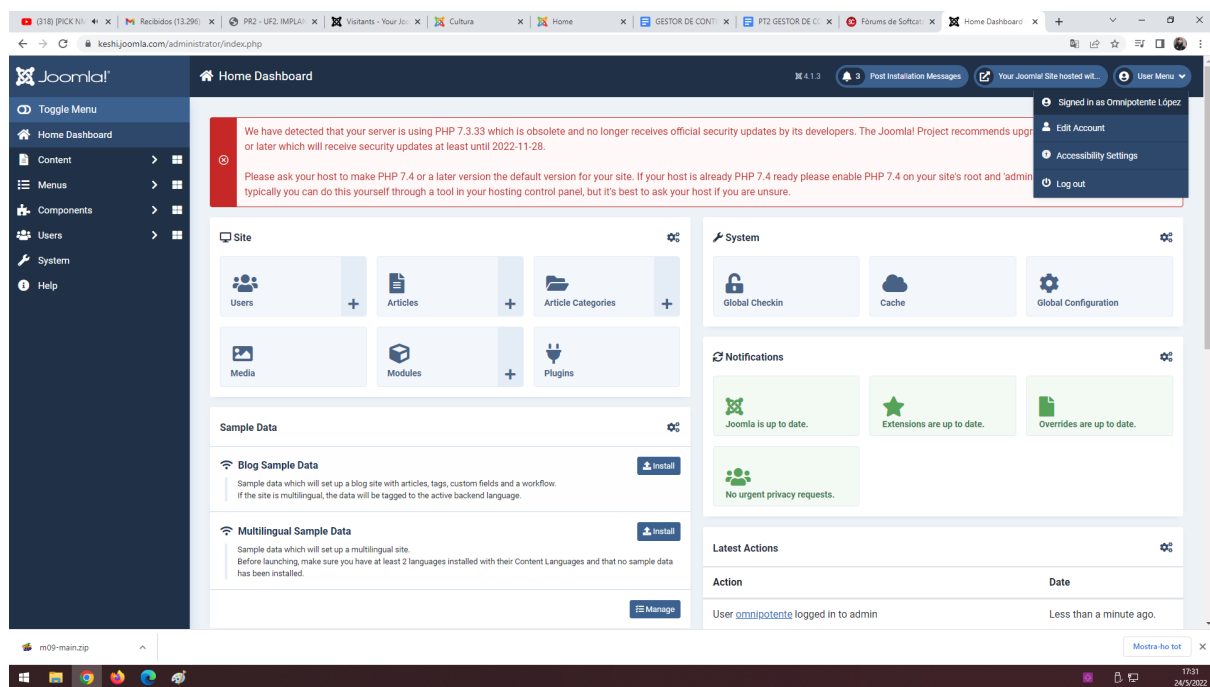 (318) [PICK N
Recibidos (13.296)
PR2 - UF2. IMPLAN
Visitants - Your Joo
Cultura
Home
GESTOR DE CONTE
PT2 GESTOR DE CC
Fòrums de Softcat
Home Dashboard
keshi.joomla.com/administrator/index.php
Joomla!
Home Dashboard
4.1.3
3 Post Installation Messages
Your Joomla! Site hosted wit...
User Menu
Toggle Menu
Home Dashboard
Content
Menus
Components
Users
System
Help
Signed in as Omnipotente López
Edit Account
Accessibility Settings
Log out
We have detected that your server is using PHP 7.3.33 which is obsolete and no longer receives official security updates by its developers. The Joomla! Project recommends upgr
or later which will receive security updates at least until 2022-11-28.
Please ask your host to make PHP 7.4 or a later version the default version for your site. If your host is already PHP 7.4 ready please enable PHP 7.4 on your site's root and 'admin
typically you can do this yourself through a tool in your hosting control panel, but it's best to ask your host if you are unsure.
Site
Users
Articles
Article Categories
Media
Modules
Plugins
Sample Data
Blog Sample Data
Install
Sample data which will set up a blog site with articles, tags, custom fields and a workflow.
If the site is multilingual, the data will be tagged to the active backend language.
Multilingual Sample Data
Install
Sample data which will set up a multilingual site.
Before launching, make sure you have at least 2 languages installed with their Content Languages and that no sample data
has been installed.
Manage
System
Global Checkin
Cache
Global Configuration
Notifications
Joomla is up to date.
Extensions are up to date.
Overrides are up to date.
No urgent privacy requests.
Latest Actions
Action Date
User omnipotente logged in to admin Less than a minute ago.
m09-main.zip
Mostra-ho tot
17:31
24/5/2022